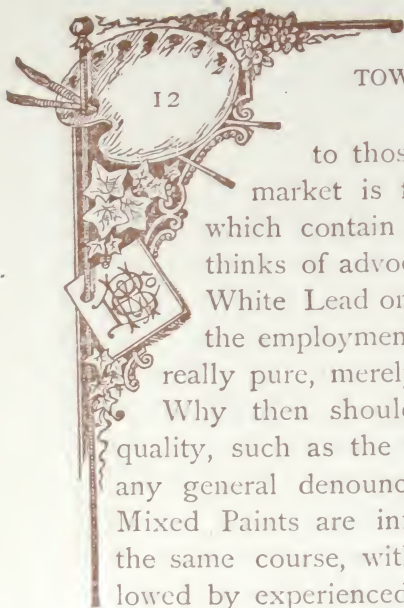 12
TOW
to thos
market is f
which contain
thinks of advoc
White Lead or
the employmen
really pure, merel
Why then shoul
quality, such as the
any general denounc
Mixed Paints are in
the same course, wit
lowed by experienced